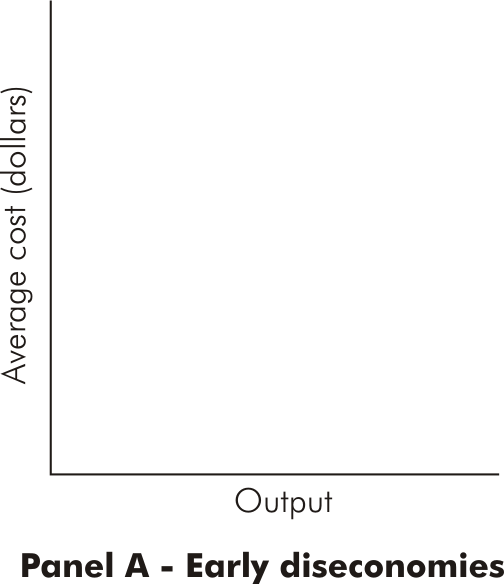 Average cost (dollars)
Output
Panel A - Early diseconomies